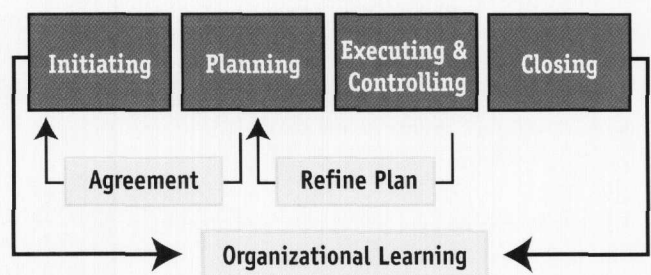 Initiating
Planning
Executing &
Controlling
Closing
Agreement
Refine Plan
Organizational Learning